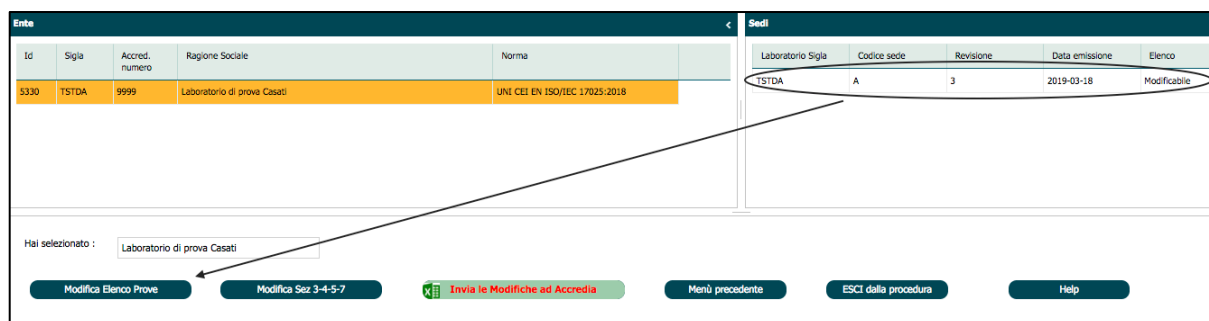 Ente
Sedi
Id Sigla Accred. numero Ragione Sociale Norma
Laboratorio Sigla Codice sede Revisione Data emissione Elenco
5330 TSTDA 9999 Laboratorio di prova Casati UNI CEI EN ISO/IEC 17025:2018
TSTDA A 3 2019-03-18 Modificabile
Hai selezionato : Laboratorio di prova Casati
Modifica Elenco Prove Modifica Sez 3-4-5-7 Invia le Modifiche ad Accredia Menù precedente ESCI dalla procedura Help